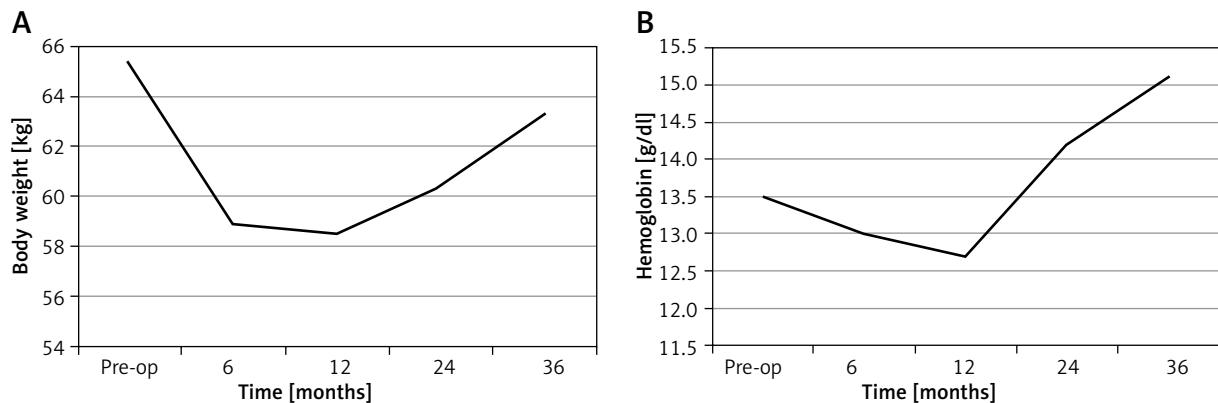 A
Body weight [kg]
66
64
62
60
58
56
54
Pre-op 6 12 24 36
Time [months]
B
Hemoglobin [g/dl]
15.5
15.0
14.5
14.0
13.5
13.0
12.5
12.0
11.5
Pre-op 6 12 24 36
Time [months]